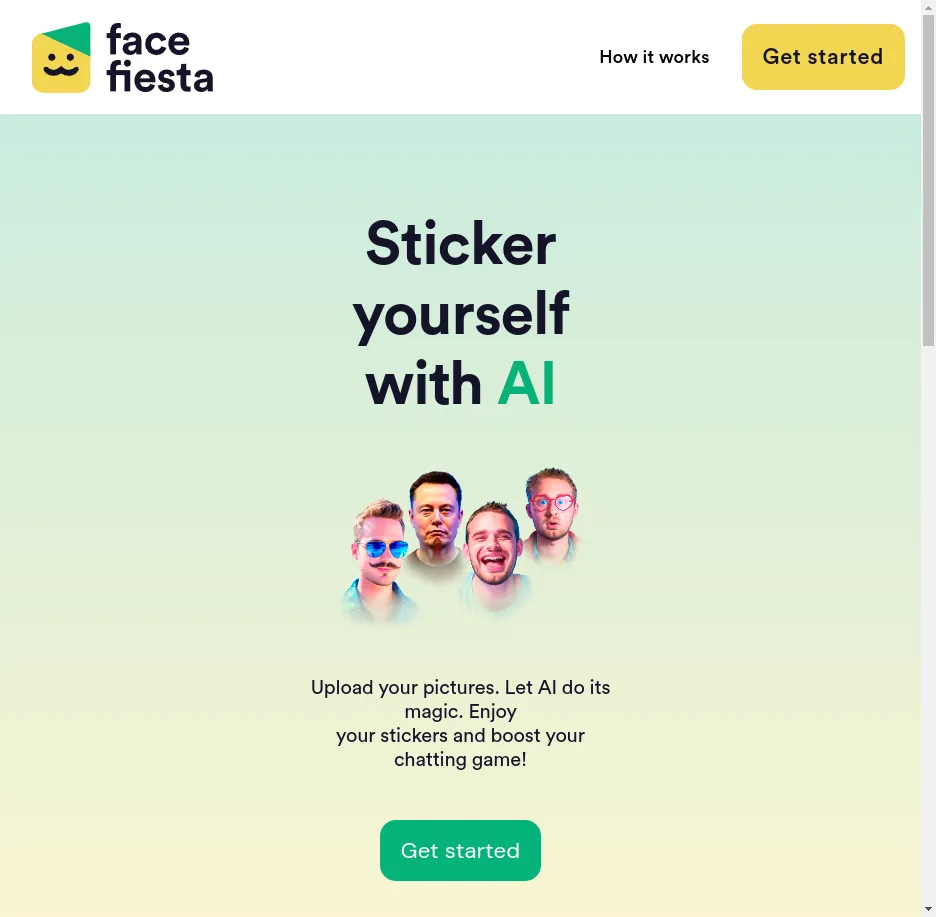 face
fiesta
How it works
Get started
Sticker
yourself
with AI
Upload your pictures. Let AI do its
magic. Enjoy
your stickers and boost your
chatting game!
Get started